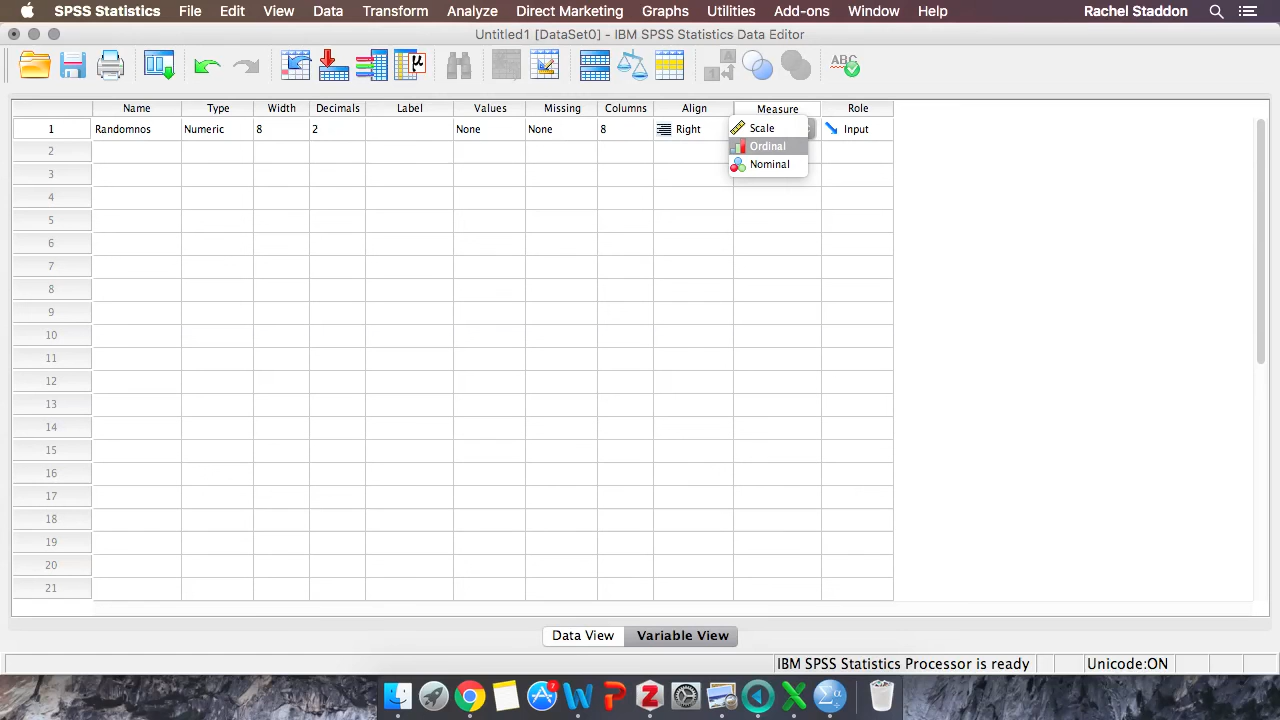 SPSS Statistics File Edit View Data Transform Analyze Direct Marketing Graphs Utilities Add-ons Window Help Rachel Staddon
Untitled1 [DataSet0] - IBM SPSS Statistics Data Editor
Name Type Width Decimals Label Values Missing Columns Align Measure Role
1 Randomnos Numeric 8 2 None None 8 Right Scale Input
2 Ordinal
Nominal
3
4
5
6
7
8
9
10
11
12
13
14
15
16
17
18
19
20
21
Data View Variable View
IBM SPSS Statistics Processor is ready Unicode:ON